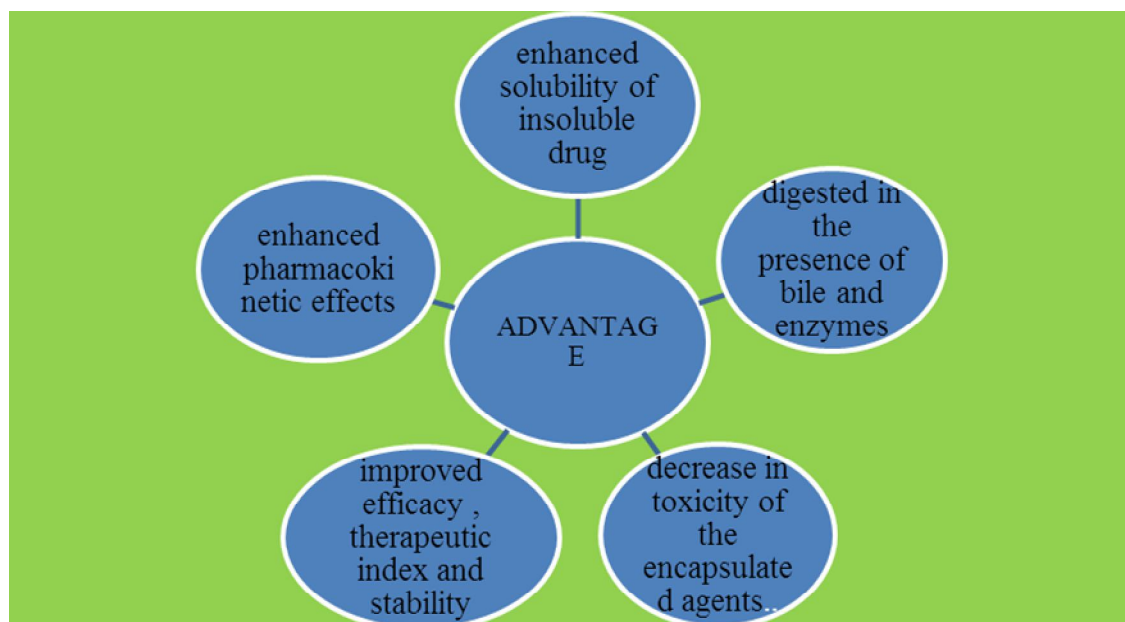 enhanced
solubility of
insoluble
drug
digested in
the
presence of
bile and
enzymes
enhanced
pharmacoki
netic effects
ADVANTAG
E
improved
efficacy ,
therapeutic
index and
stability
decrease in
toxicity of
the
encapsulate
d agents...